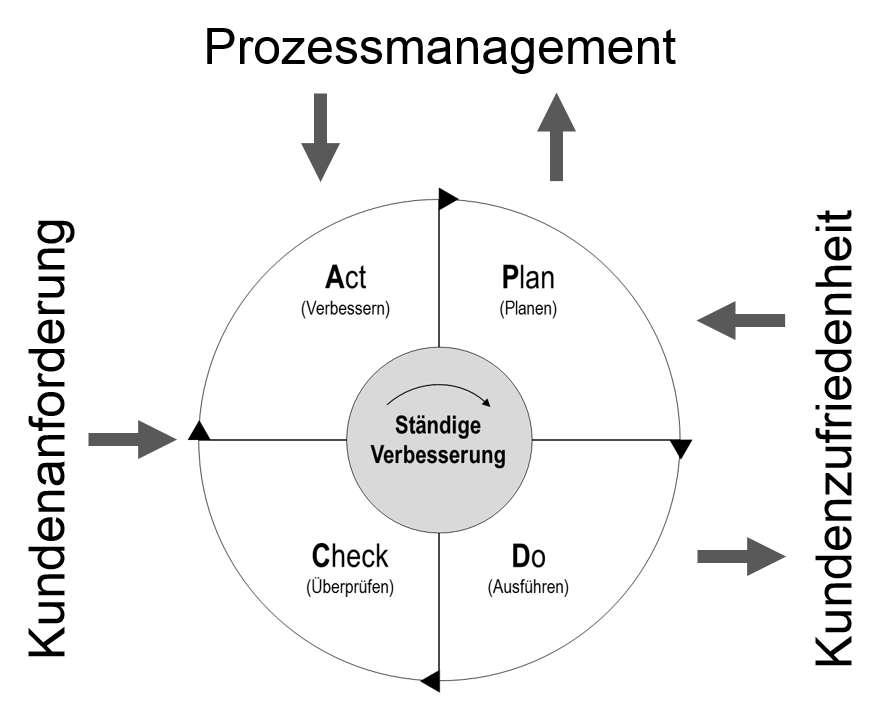 Prozessmanagement
Kundenanforderung
Act
(Verbessern)
Plan
(Planen)
Ständige
Verbesserung
Check
(Überprüfen)
Do
(Ausführen)
Kundenzufriedenheit